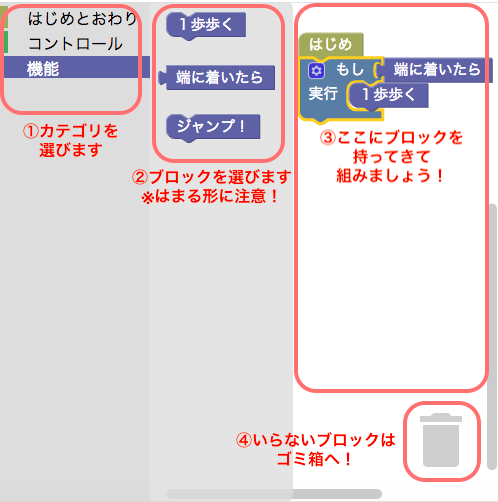 はじめとおわり
コントロール
機能
①カテゴリを
選びます
1歩歩く
端に着いたら
ジャンプ！
②ブロックを選びます
※はまる形に注意！
はじめ
もし 端に着いたら
実行 1歩歩く
③ここにブロックを
持ってきて
組みましょう！
④いらないブロックは
ゴミ箱へ！